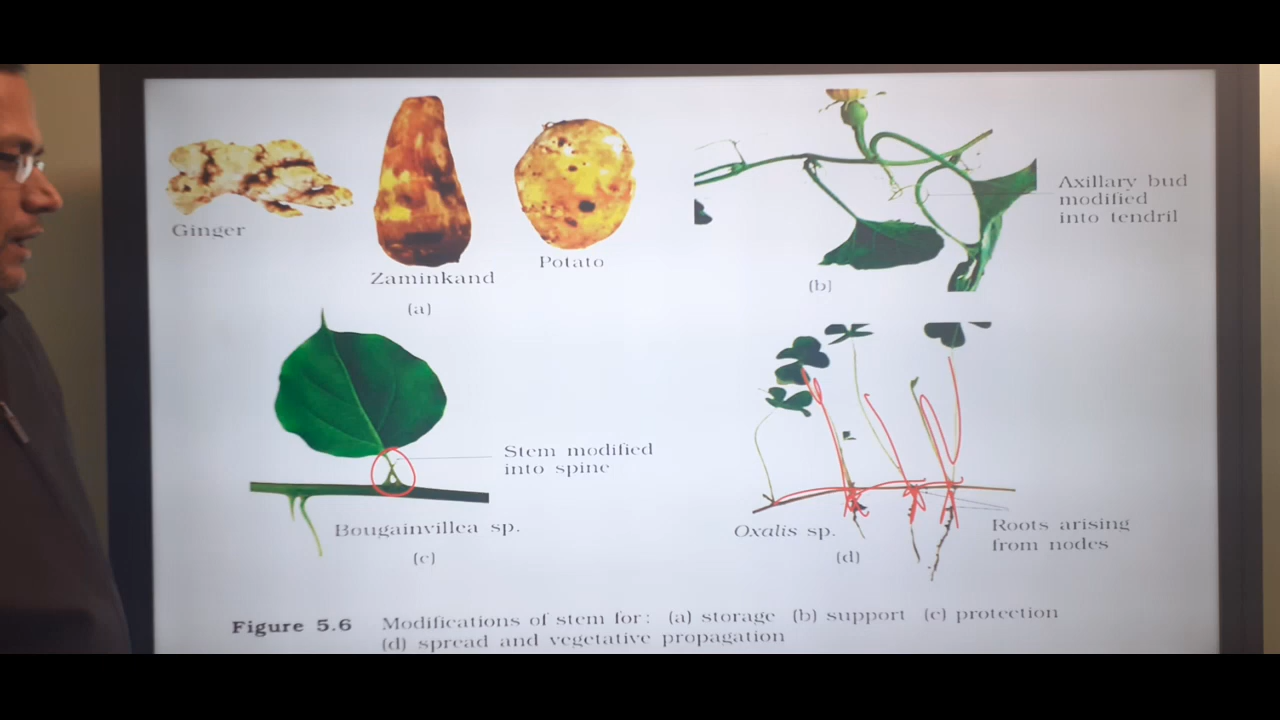 Ginger
Zaminkand
Potato
(a)
Axillary bud
modified
into tendril
(b)
Stem modified
into spine
Bougainvillea sp.
(c)
Oxalis sp.
(d)
Roots arising
from nodes
Figure 5.6 Modifications of stem for: (a) storage (b) support (c) protection
(d) spread and vegetative propagation